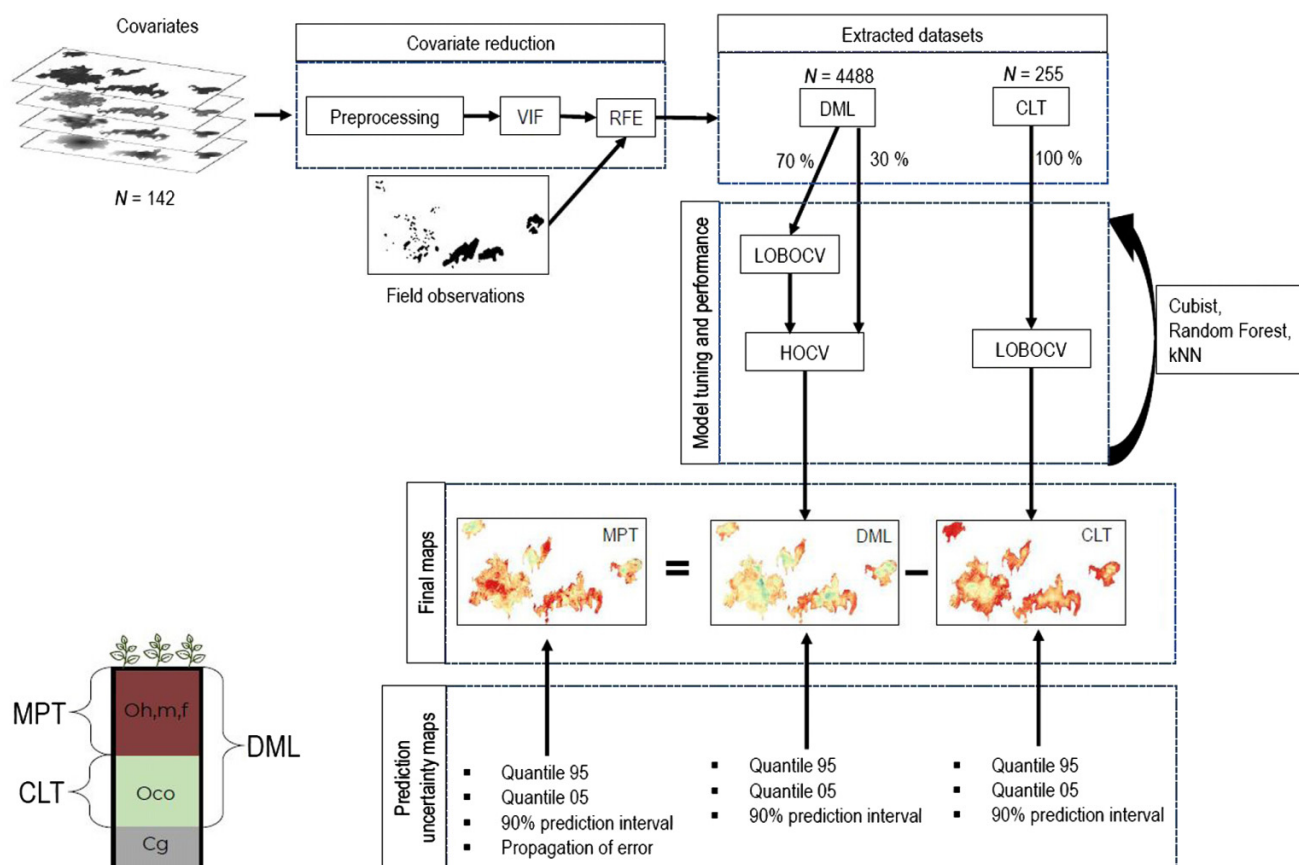 Covariates
N = 142
Covariate reduction
Preprocessing
VIF
RFE
Field observations
Extracted datasets
N = 4488
DML
70 %
30 %
N = 255
CLT
100 %
Model tuning and performance
LOBOCV
HOCV
LOBOCV
Cubist,
Random Forest,
kNN
Final maps
MPT
=
DML
–
CLT
Prediction
uncertainty maps
▪ Quantile 95
▪ Quantile 05
▪ 90% prediction interval
▪ Propagation of error
▪ Quantile 95
▪ Quantile 05
▪ 90% prediction interval
▪ Quantile 95
▪ Quantile 05
▪ 90% prediction interval
MPT
CLT
DML
Oh,m,f
Oco
Cg